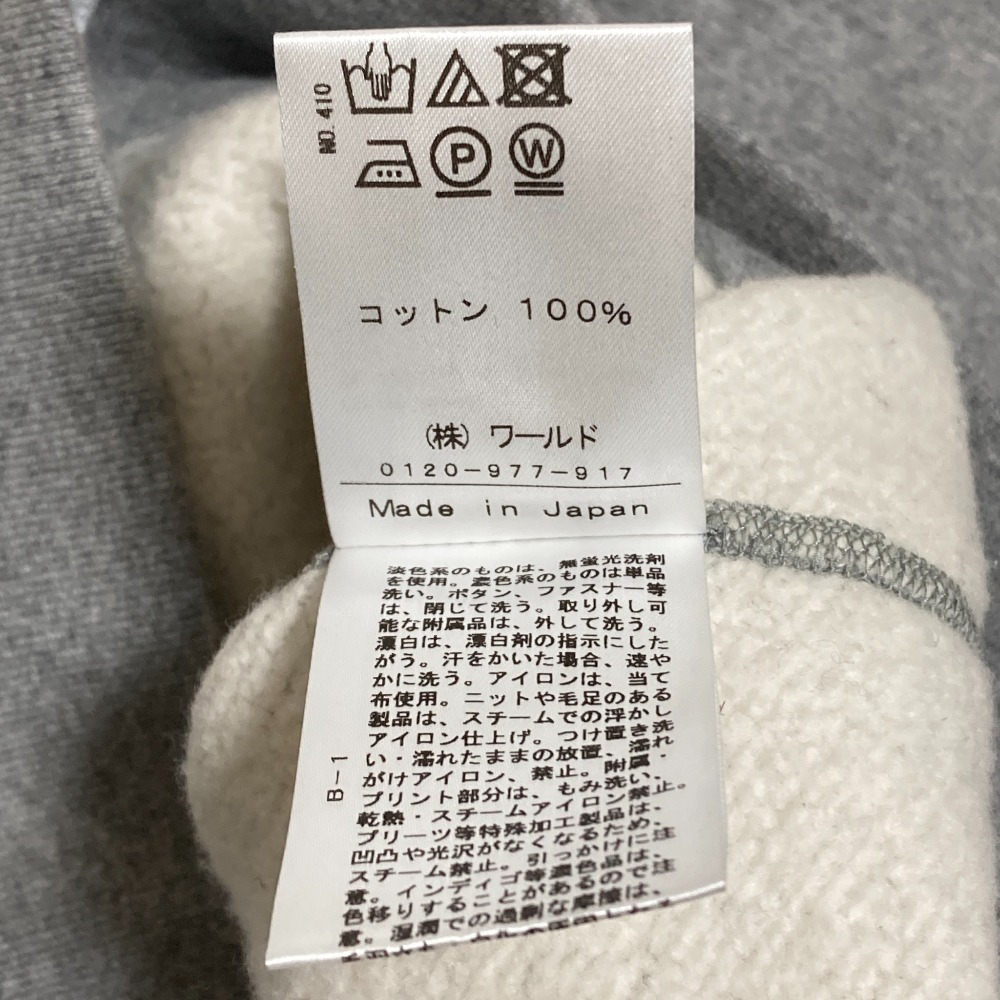 NO. 410
P
W
コットン 100%
(株) ワールド
0120-977-917
Made in Japan
淡色系のものは、無蛍光洗剤
を使用。濃色系のものは単品
洗い。ボタン、ファスナー等
は、閉じて洗う。取り外し可
能な附属品は、外して洗う。
漂白は、漂白剤の指示にした
がう。汗をかいた場合、速や
かに洗う。アイロンは、当て
布使用。ニットや毛足のある
製品は、スチームでの浮かし
アイロン仕上げ。つけ置き洗
い・濡れたままの放置、濡れ
がけアイロン、禁止。附属・
プリント部分は、もみ洗い、
乾熱・スチームアイロン禁止。
プリーツ等特殊加工製品は、
凹凸や光沢がなくなるため、
スチーム禁止。引っかけに注
意。インディゴ等濃色品は、
色移りすることがあるので注
意。湿潤での過剰な摩擦は、
B-1